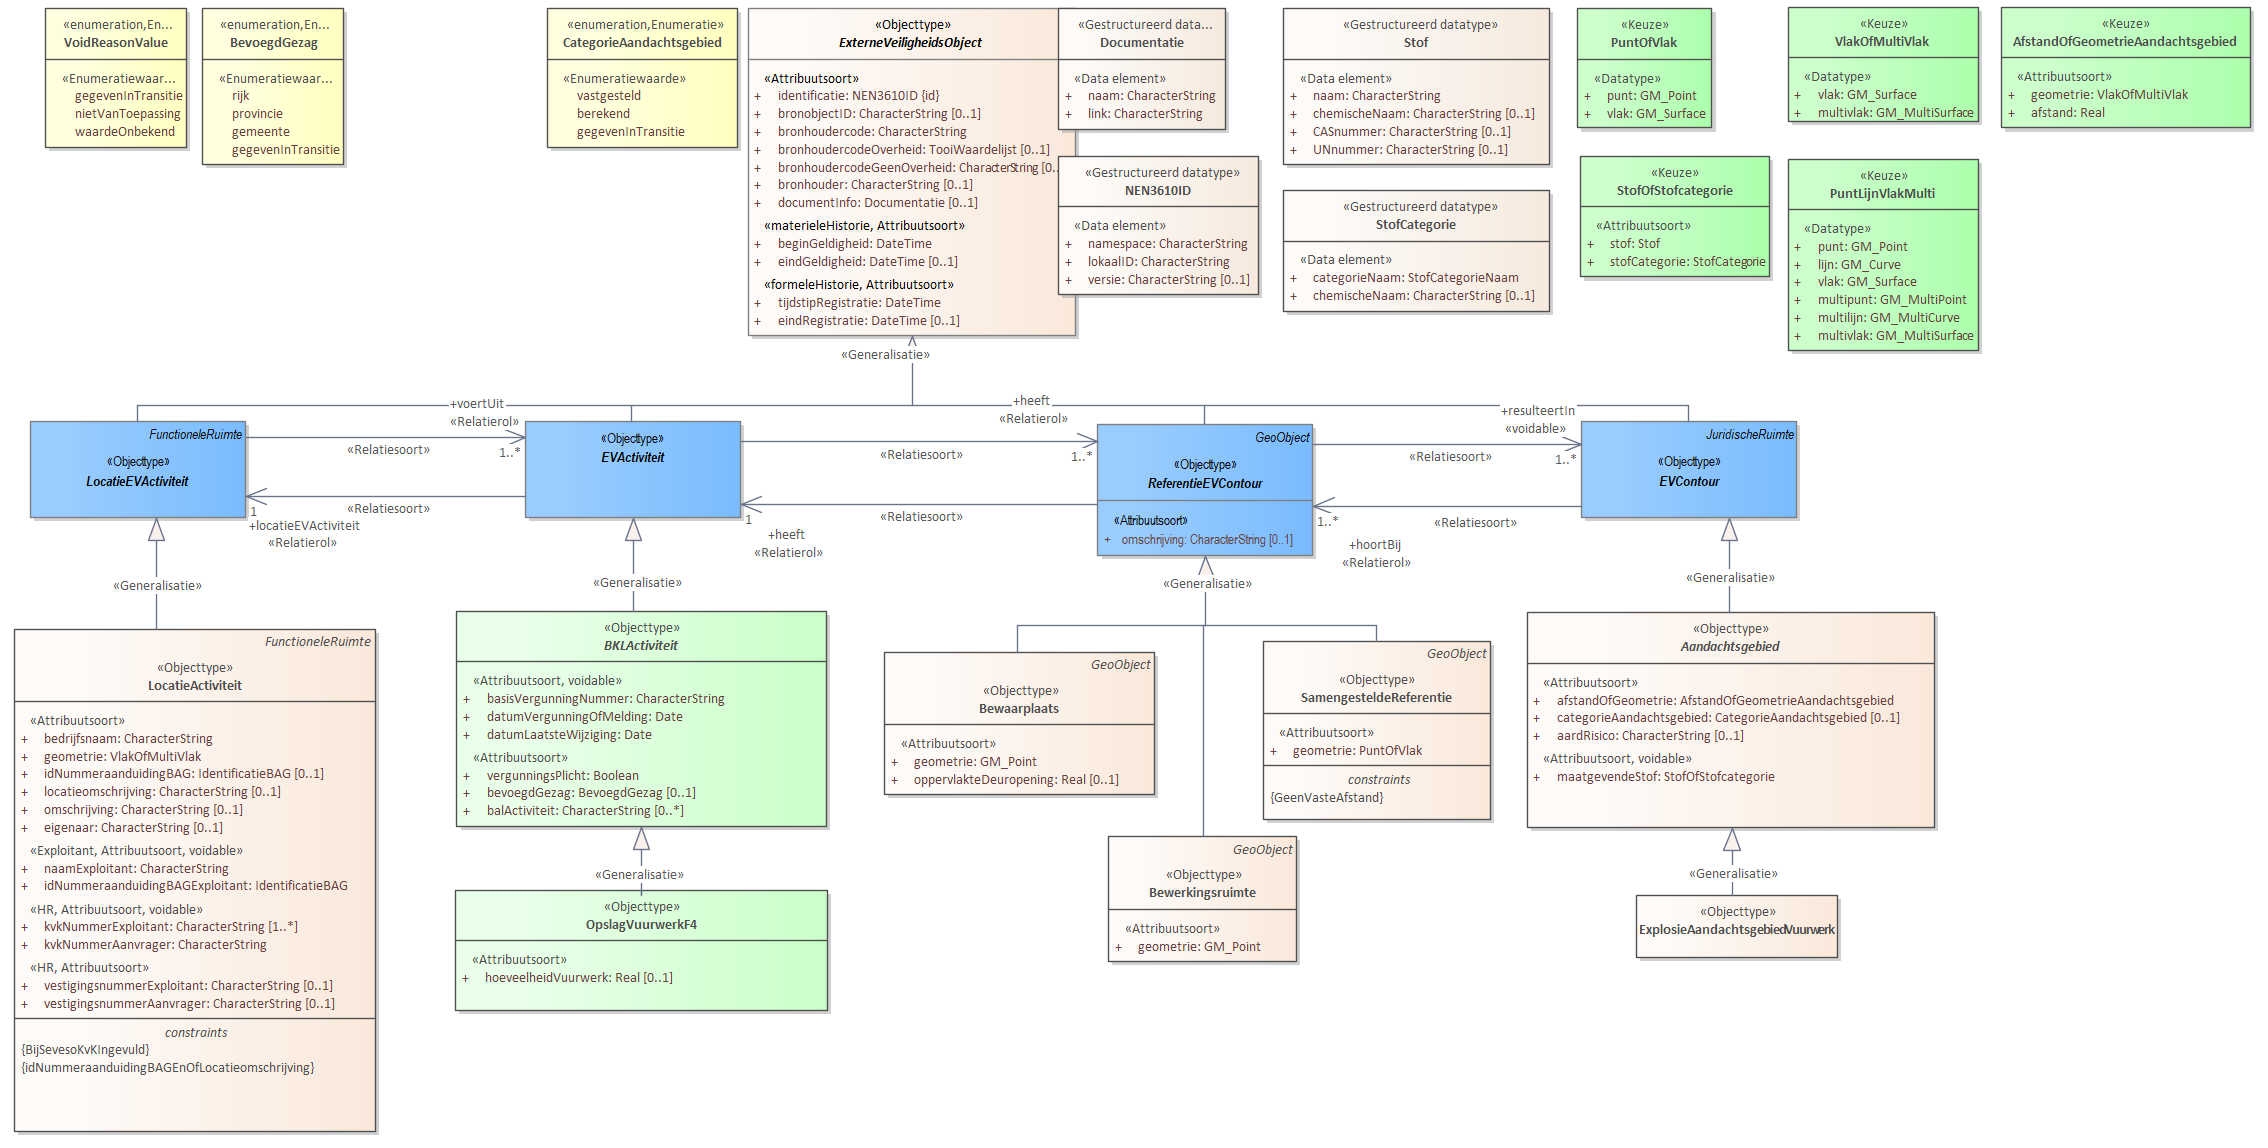 «enumeration,En...
VoidReasonValue
«Enumeratiewaar...
gegevenInTransitie
nietVanToepassing
waardeOnbekend
«enumeration,En...
BevoegdGezag
«Enumeratiewaar...
rijk
provincie
gemeente
gegevenInTransitie
«enumeration,Enumeratie»
CategorieAandachtsgebied
«Enumeratiewaarde»
vastgesteld
berekend
gegevenInTransitie
«Objecttype»
ExterneVeiligheidsObject
«Attribuutsoort»
+ identificatie: NEN3610ID {id}
+ bronobjectID: CharacterString [0..1]
+ bronhoudercode: CharacterString
+ bronhoudercodeOverheid: TooiWaardelijst [0..1]
+ bronhoudercodeGeenOverheid: CharacterString [0..
+ bronhouder: CharacterString [0..1]
+ documentInfo: Documentatie [0..1]
«materieleHistorie, Attribuutsoort»
+ beginGeldigheid: DateTime
+ eindGeldigheid: DateTime [0..1]
«formeleHistorie, Attribuutsoort»
+ tijdstipRegistratie: DateTime
+ eindRegistratie: DateTime [0..1]
«Gestructureerd data...
Documentatie
«Data element»
+ naam: CharacterString
+ link: CharacterString
«Gestructureerd datatype»
NEN3610ID
«Data element»
+ namespace: CharacterString
+ lokaalID: CharacterString
+ versie: CharacterString [0..1]
«Gestructureerd datatype»
Stof
«Data element»
+ naam: CharacterString
+ chemischeNaam: CharacterString [0..1]
+ CASnummer: CharacterString [0..1]
+ UNnummer: CharacterString [0..1]
«Gestructureerd datatype»
StofCategorie
«Data element»
+ categorieNaam: StofCategorieNaam
+ chemischeNaam: CharacterString [0..1]
«Keuze»
PuntOfVlak
«Datatype»
+ punt: GM_Point
+ vlak: GM_Surface
«Keuze»
StofOfStofcategorie
«Attribuutsoort»
+ stof: Stof
+ stofCategorie: StofCategorie
«Keuze»
VlakOfMultiVlak
«Datatype»
+ vlak: GM_Surface
+ multivlak: GM_MultiSurface
«Keuze»
PuntLijnVlakMulti
«Datatype»
+ punt: GM_Point
+ lijn: GM_Curve
+ vlak: GM_Surface
+ multipunt: GM_MultiPoint
+ multilijn: GM_MultiCurve
+ multivlak: GM_MultiSurface
«Keuze»
AfstandOfGeometrieAandachtsgebied
«Attribuutsoort»
+ geometrie: VlakOfMultiVlak
+ afstand: Real
«Generalisatie»
FunctioneleRuimte
«Objecttype»
LocatieEVActiviteit
+voertUit
«Relatierol»
«Relatiesoort»
1..*
«Relatiesoort»
1
+locatieEVActiviteit
«Relatierol»
«Objecttype»
EVActiviteit
+heeft
«Relatierol»
«Relatiesoort»
1..*
«Relatiesoort»
1
+heeft
«Relatierol»
GeoObject
«Objecttype»
ReferentieEVContour
«Attribuutsoort»
+ omschrijving: CharacterString [0..1]
+resulteertIn
«voidable»
«Relatiesoort»
1..*
1..*
«Relatiesoort»
+hoortBij
«Relatierol»
JuridischeRuimte
«Objecttype»
EVContour
«Generalisatie»
«Generalisatie»
«Generalisatie»
«Generalisatie»
FunctioneleRuimte
«Objecttype»
LocatieActiviteit
«Attribuutsoort»
+ bedrijfsnaam: CharacterString
+ geometrie: VlakOfMultiVlak
+ idNummeraanduidingBAG: IdentificatieBAG [0..1]
+ locatieomschrijving: CharacterString [0..1]
+ omschrijving: CharacterString [0..1]
+ eigenaar: CharacterString [0..1]
«Exploitant, Attribuutsoort, voidable»
+ naamExploitant: CharacterString
+ idNummeraanduidingBAGExploitant: IdentificatieBAG
«HR, Attribuutsoort, voidable»
+ kvkNummerExploitant: CharacterString [1..*]
+ kvkNummerAanvrager: CharacterString
«HR, Attribuutsoort»
+ vestigingsnummerExploitant: CharacterString [0..1]
+ vestigingsnummerAanvrager: CharacterString [0..1]
constraints
{BijSevesoKvKIngevuld}
{idNummeraanduidingBAGEnOfLocatieomschrijving}
«Objecttype»
BKLActiviteit
«Attribuutsoort, voidable»
+ basisVergunningNummer: CharacterString
+ datumVergunningOfMelding: Date
+ datumLaatsteWijziging: Date
«Attribuutsoort»
+ vergunningsPlicht: Boolean
+ bevoegdGezag: BevoegdGezag [0..1]
+ balActiviteit: CharacterString [0..*]
«Generalisatie»
«Objecttype»
OpslagVuurwerkF4
«Attribuutsoort»
+ hoeveelheidVuurwerk: Real [0..1]
GeoObject
«Objecttype»
Bewaarplaats
«Attribuutsoort»
+ geometrie: GM_Point
+ oppervlakteDeuropening: Real [0..1]
GeoObject
«Objecttype»
SamengesteldeReferentie
«Attribuutsoort»
+ geometrie: PuntOfVlak
constraints
{GeenVasteAfstand}
GeoObject
«Objecttype»
Bewerkingsruimte
«Attribuutsoort»
+ geometrie: GM_Point
«Objecttype»
Aandachtsgebied
«Attribuutsoort»
+ afstandOfGeometrie: AfstandOfGeometrieAandachtsgebied
+ categorieAandachtsgebied: CategorieAandachtsgebied [0..1]
+ aardRisico: CharacterString [0..1]
«Attribuutsoort, voidable»
+ maatgevendeStof: StofOfStofcategorie
«Generalisatie»
«Objecttype»
ExplosieAandachtsgebiedVuurwerk